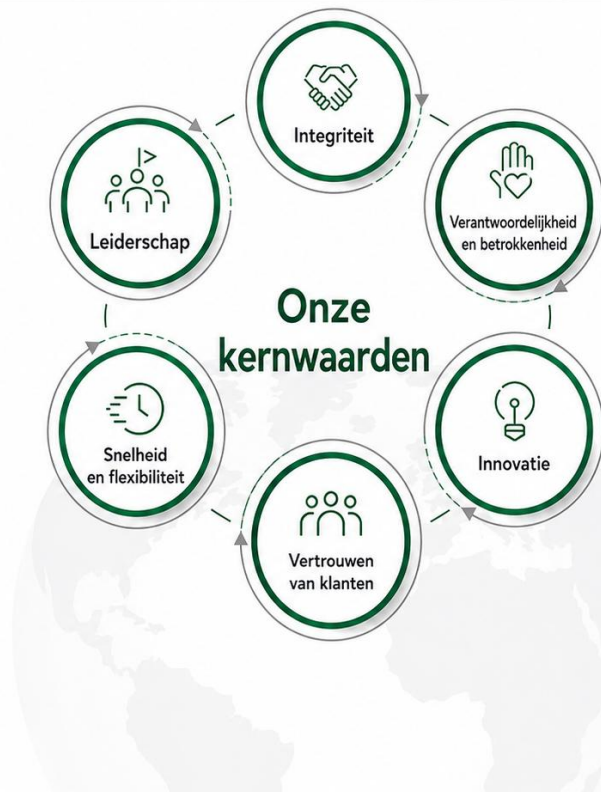 Integriteit
Verantwoordelijkheid
en betrokkenheid
Innovatie
Vertrouwen
van klanten
Snelheid
en flexibiliteit
Leiderschap
Onze
kernwaarden